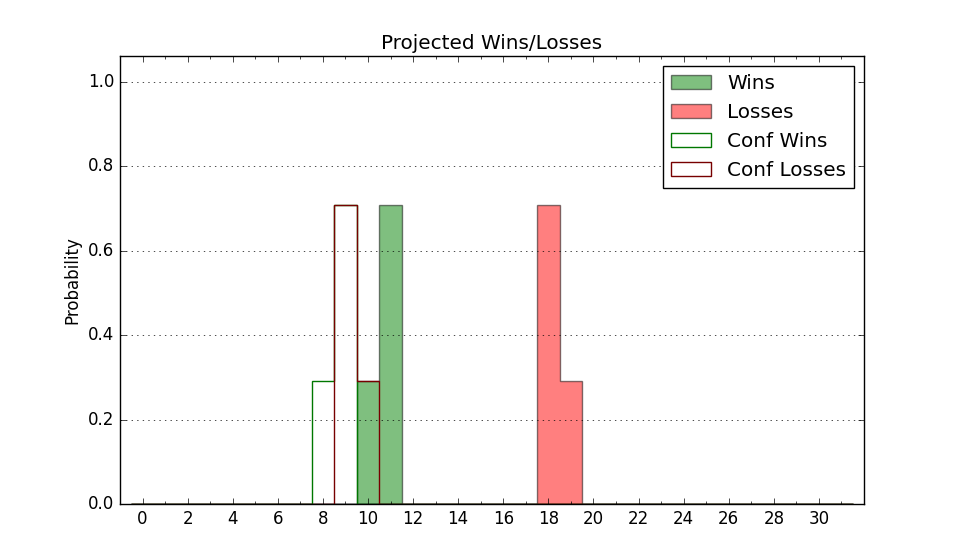 Projected Wins/Losses
1.0
0.8
0.6
0.4
0.2
0.0
Probability
Wins
Losses
Conf Wins
Conf Losses
0 2 4 6 8 10 12 14 16 18 20 22 24 26 28 30